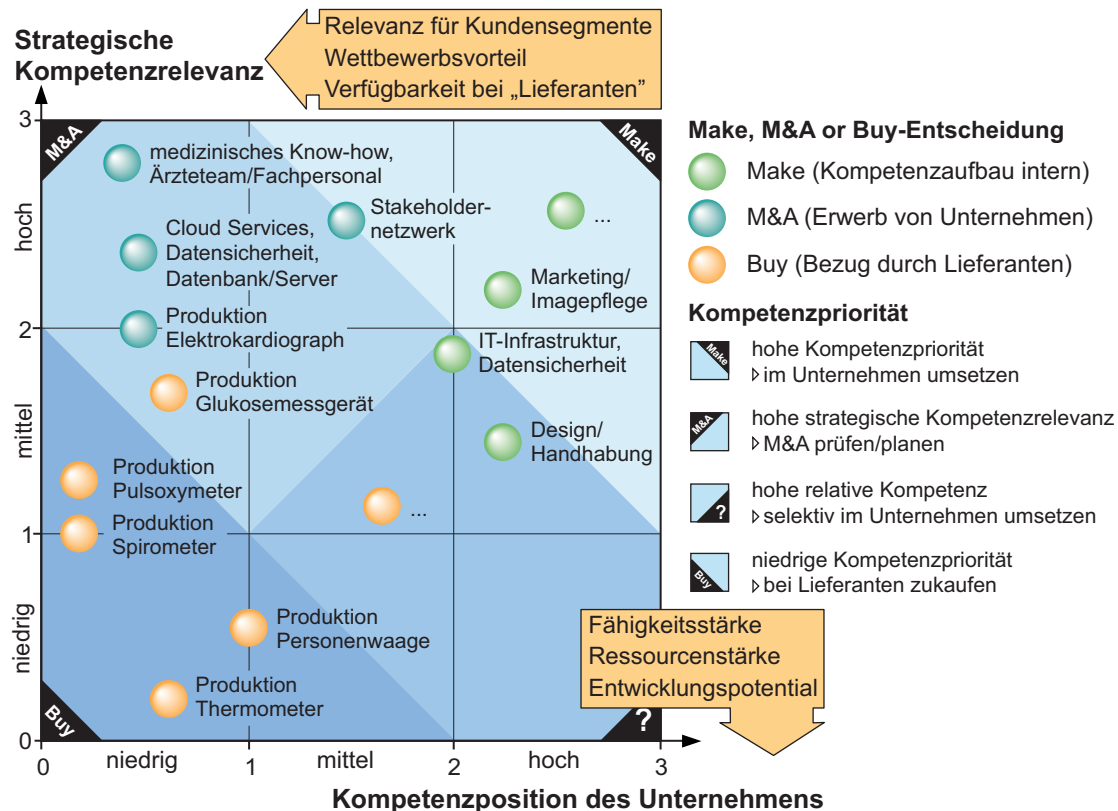 Strategische
Kompetenzrelevanz
Relevanz für Kundensegmente
Wettbewerbsvorteil
Verfügbarkeit bei „Lieferanten”
3
hoch
2
mittel
1
niedrig
0
M&A
Make
medizinisches Know-how,
Ärzteteam/Fachpersonal
Stakeholder-
netzwerk
...
Cloud Services,
Datensicherheit,
Datenbank/Server
Marketing/
Imagepflege
Produktion
Elektrokardiograph
IT-Infrastruktur,
Datensicherheit
Produktion
Glukosemessgerät
Design/
Handhabung
Produktion
Pulsoxymeter
...
Produktion
Spirometer
Produktion
Personenwaage
Produktion
Thermometer
Buy
?
0
niedrig
1
mittel
2
hoch
3
Kompetenzposition des Unternehmens
Make, M&A or Buy-Entscheidung
Make (Kompetenzaufbau intern)
M&A (Erwerb von Unternehmen)
Buy (Bezug durch Lieferanten)
Kompetenzpriorität
Make
hohe Kompetenzpriorität
▹ im Unternehmen umsetzen
M&A
hohe strategische Kompetenzrelevanz
▹ M&A prüfen/planen
?
hohe relative Kompetenz
▹ selektiv im Unternehmen umsetzen
Buy
niedrige Kompetenzpriorität
▹ bei Lieferanten zukaufen
Fähigkeitsstärke
Ressourcenstärke
Entwicklungspotential